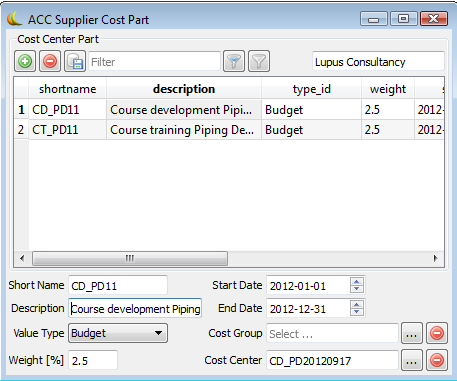 ACC Supplier Cost Part
Cost Center Part
Filter Lupus Consultancy
shortname description type_id weight s
1 CD_PD11 Course development Pipi... Budget 2.5 2012-
2 CT_PD11 Course training Piping De... Budget 2.5 2012-
Short Name CD_PD11 Start Date 2012-01-01
Description Course development Piping End Date 2012-12-31
Value Type Budget Cost Group Select ... ...
Weight [%] 2.5 Cost Center CD_PD20120917 ...